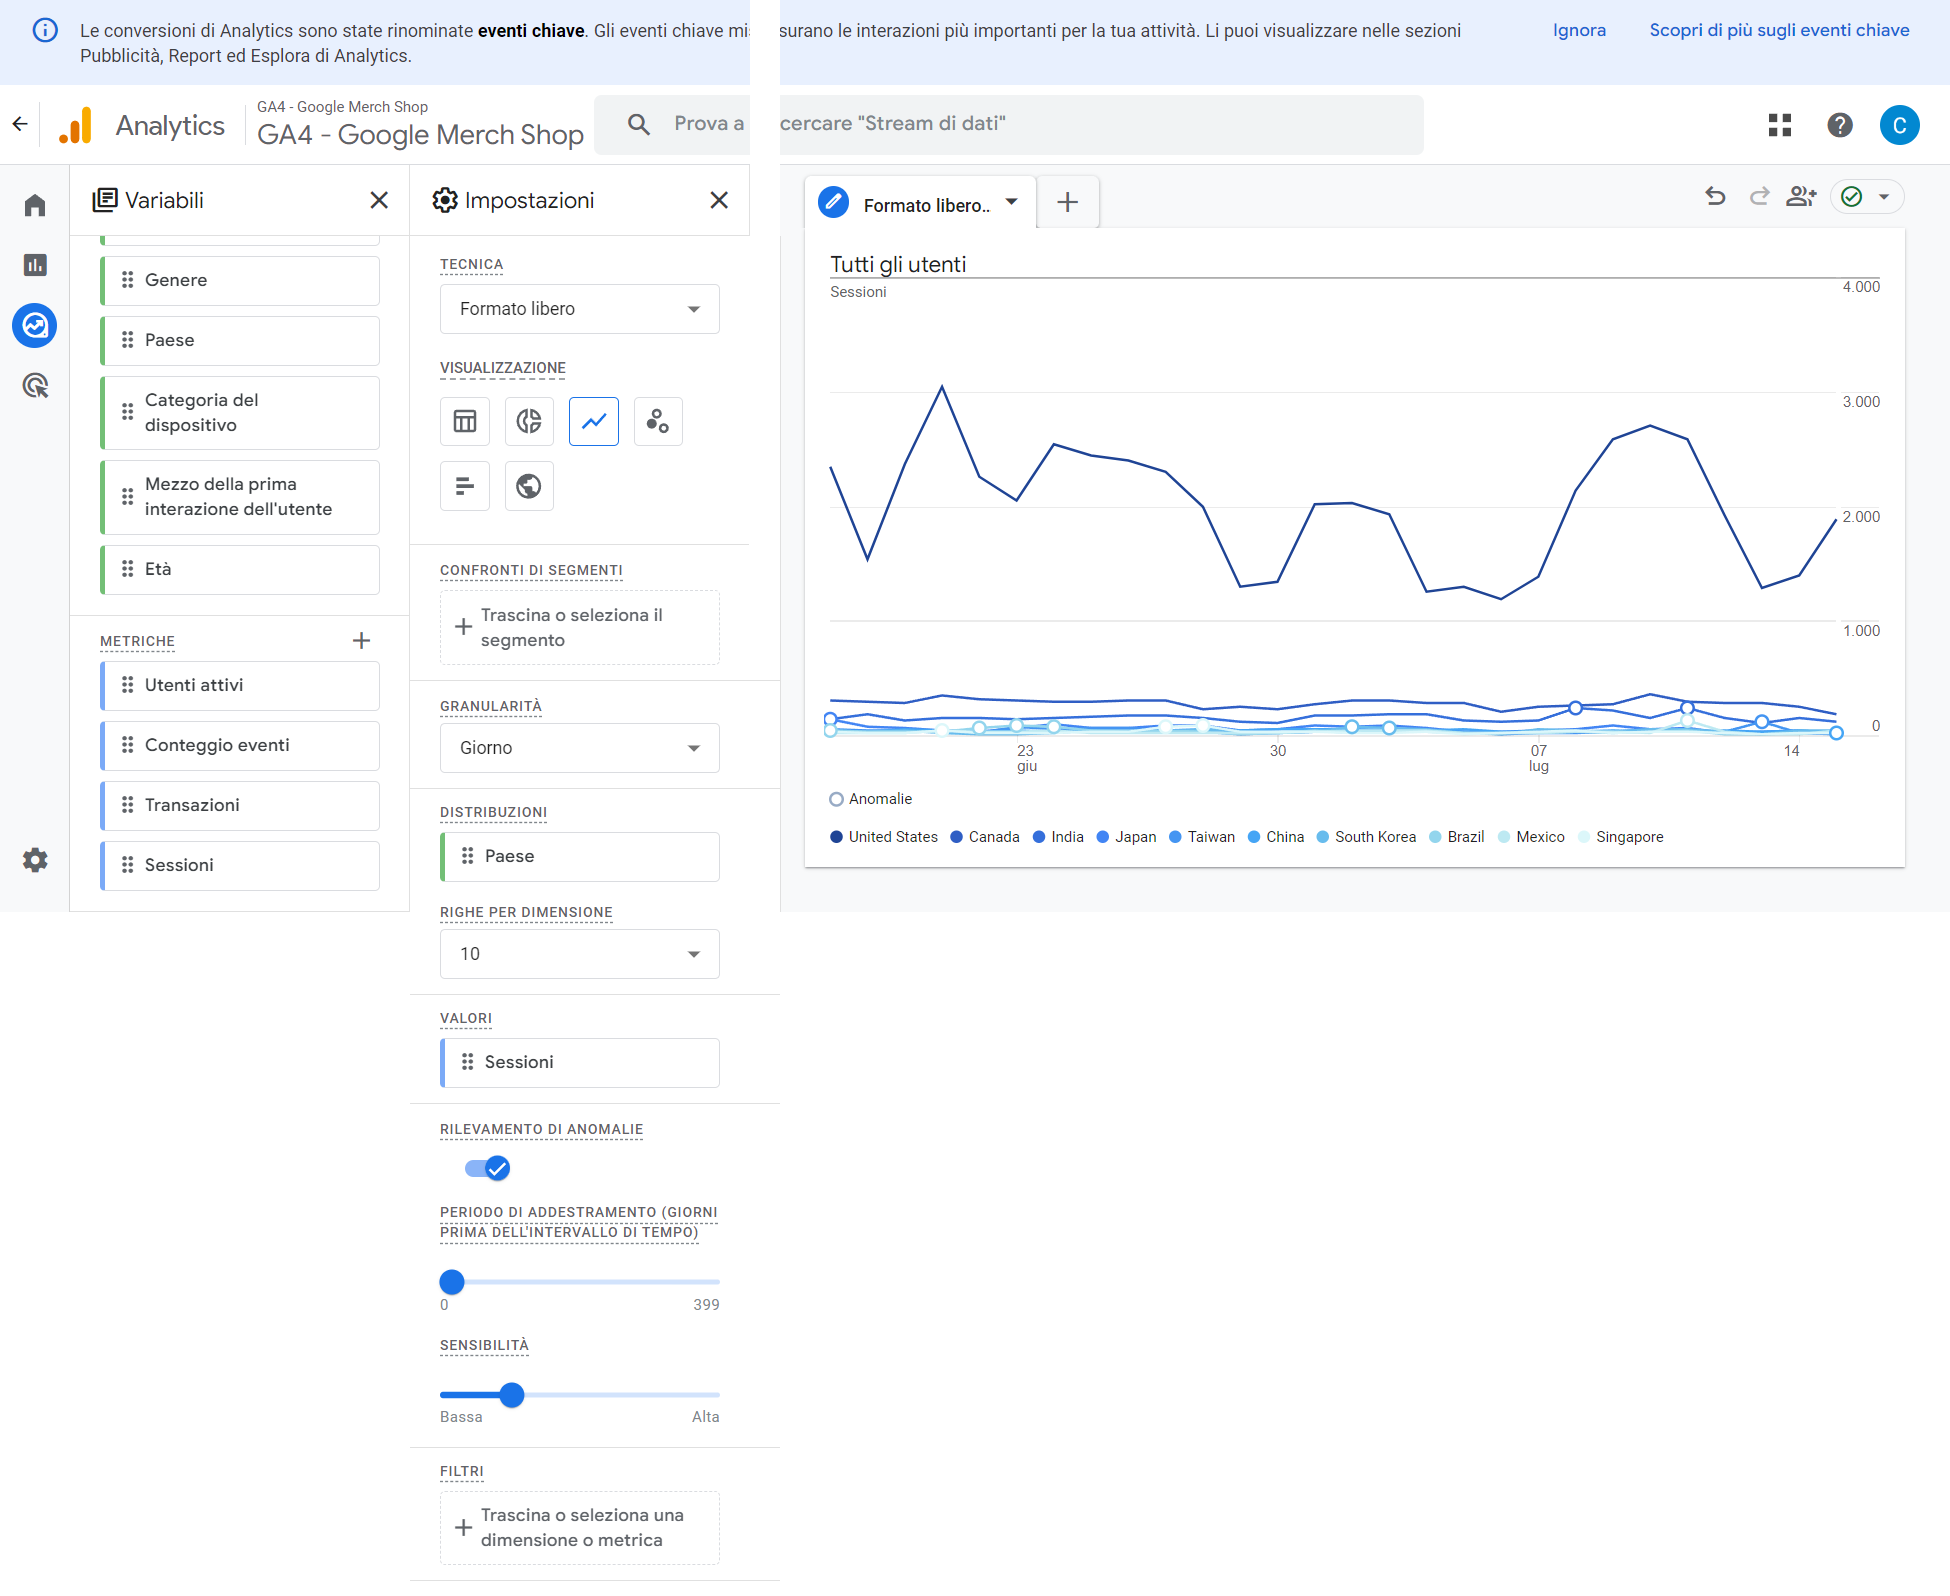 Le conversioni di Analytics sono state rinominate eventi chiave. Gli eventi chiave mi surano le interazioni più importanti per la tua attività. Li puoi visualizzare nelle sezioni
Pubblicità, Report ed Esplora di Analytics.
Ignora
Scopri di più sugli eventi chiave
Analytics
GA4 - Google Merch Shop
GA4 - Google Merch Shop
Prova a cercare "Stream di dati"
C
Variabili
Genere
Paese
Categoria del
dispositivo
Mezzo della prima
interazione dell'utente
Età
METRICHE
Utenti attivi
Conteggio eventi
Transazioni
Sessioni
Impostazioni
TECNICA
Formato libero
VISUALIZZAZIONE
CONFRONTI DI SEGMENTI
Trascina o seleziona il
segmento
GRANULARITÀ
Giorno
DISTRIBUZIONI
Paese
RIGHE PER DIMENSIONE
10
VALORI
Sessioni
RILEVAMENTO DI ANOMALIE
PERIODO DI ADDESTRAMENTO (GIORNI
PRIMA DELL'INTERVALLO DI TEMPO)
0 399
SENSIBILITÀ
Bassa Alta
FILTRI
Trascina o seleziona una
dimensione o metrica
Formato libero..
Tutti gli utenti
Sessioni
4.000
3.000
2.000
1.000
0
23 30 07 14
giu lug
Anomalie
United States Canada India Japan Taiwan China South Korea Brazil Mexico Singapore